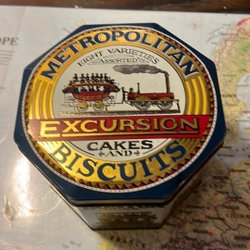 METROPOLITAN
EIGHT VARIETIES
ASSORTED
EXCURSION
CAKES
AND
BISCUITS